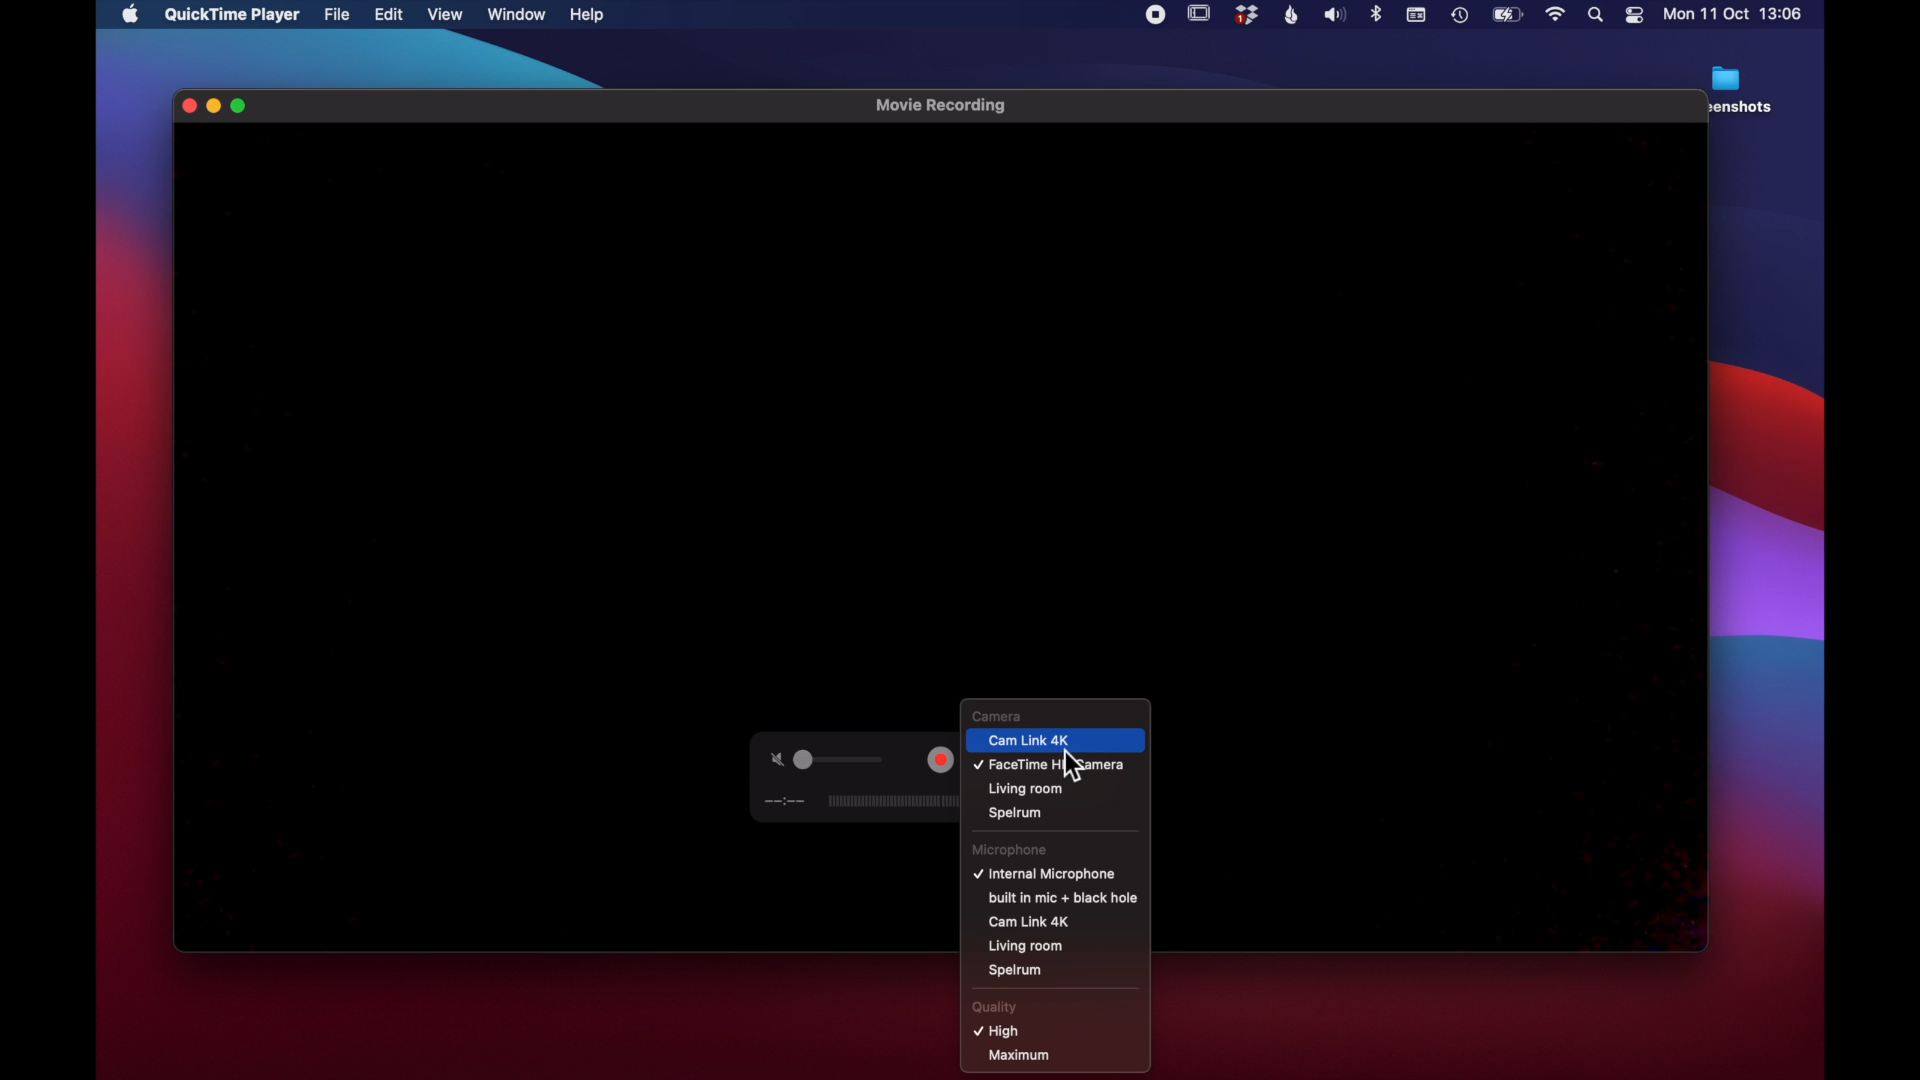 QuickTime Player File Edit View Window Help 1 Mon 11 Oct 13:06
eenshots
Movie Recording
Camera
Cam Link 4K
✓ FaceTime H amera
Living room
Spelrum
--:--
Microphone
✓ Internal Microphone
built in mic + black hole
Cam Link 4K
Living room
Spelrum
Quality
✓ High
Maximum